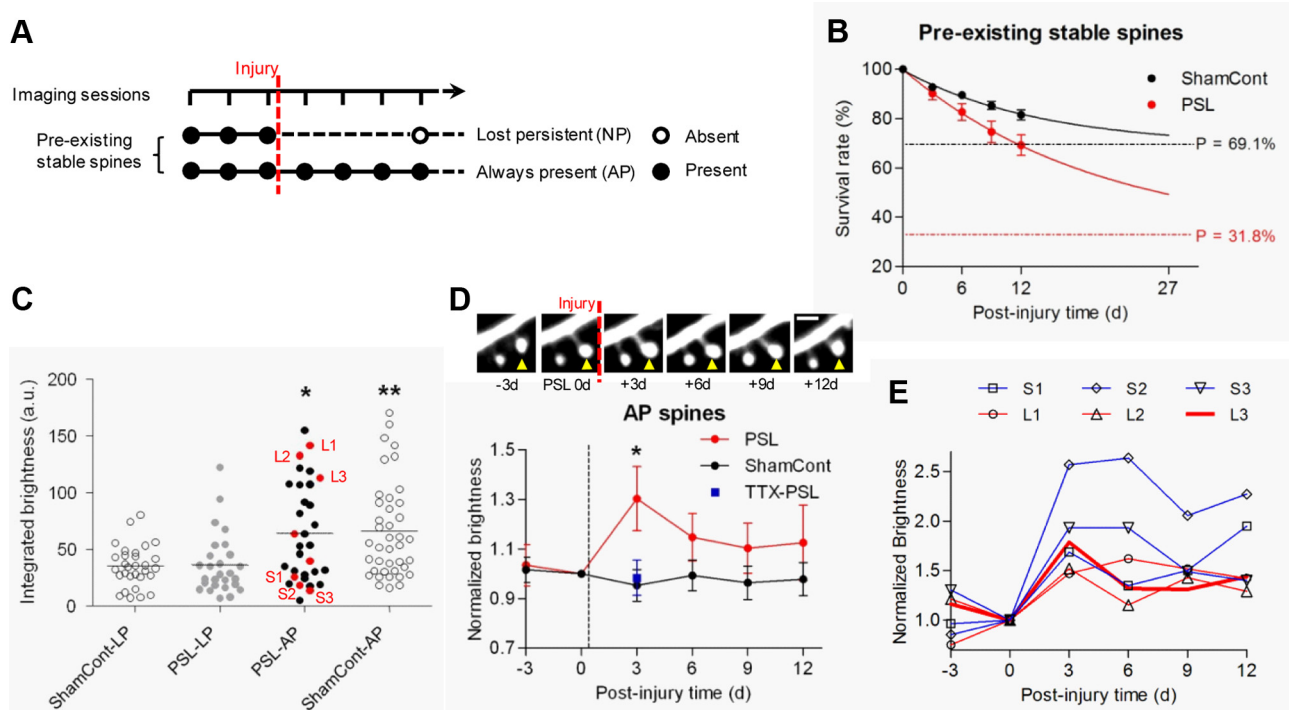 A
Injury
Imaging sessions
Pre-existing
stable spines
Lost persistent (NP)
Absent
Always present (AP)
Present
B
Pre-existing stable spines
ShamCont
PSL
Survival rate (%)
100
80
60
40
20
P = 69.1%
P = 31.8%
0
6
12
27
Post-injury time (d)
C
Integrated brightness (a.u.)
200
150
100
50
0
*
**
L1
L2
L3
S1
S2
S3
ShamCont-LP
PSL-LP
PSL-AP
ShamCont-AP
D
Injury
-3d
PSL 0d
+3d
+6d
+9d
+12d
AP spines
PSL
ShamCont
TTX-PSL
*
Normalized brightness
1.5
1.3
1.1
0.9
0.7
-3
0
3
6
9
12
Post-injury time (d)
E
S1
S2
S3
L1
L2
L3
Normalized Brightness
2.5
2.0
1.5
1.0
-3
0
3
6
9
12
Post-injury time (d)